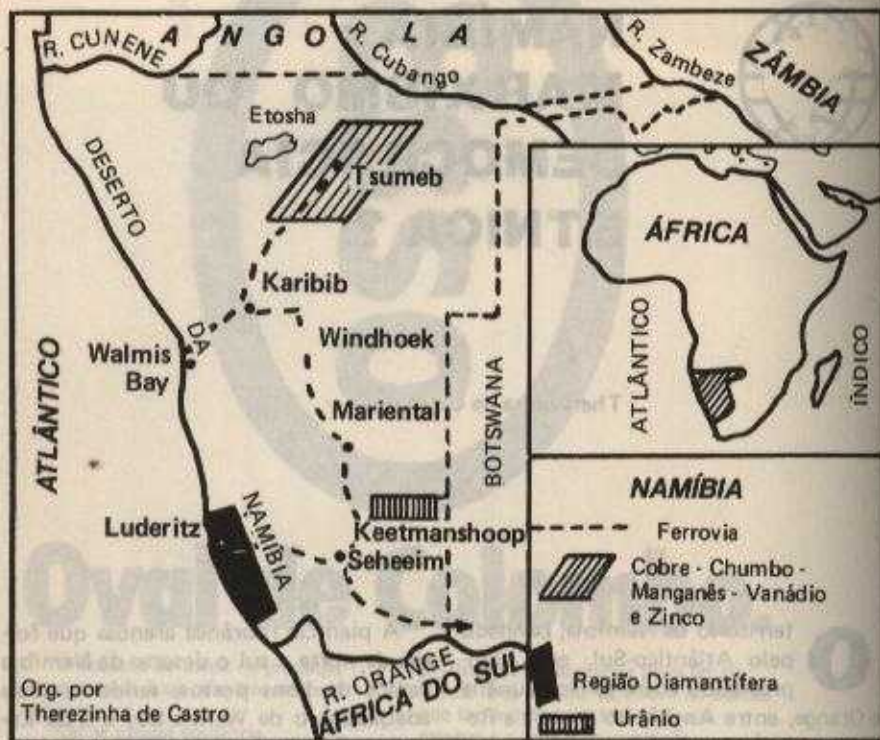 ANGOLA
R. CUNENE
R. Cubango
R. Zambeze
ZÂMBIA
Etosha
Tsumeb
DESERTO
DA
NAMÍBIA
Karibib
Windhoek
Walmis
Bay
Mariental
BOTSWANA
ATLÂNTICO
Luderitz
Keetmanshoop
Seheeim
R. ORANGE
ÁFRICA DO SUL
Org. por
Therezinha de Castro
ÁFRICA
ATLÂNTICO
ÍNDICO
NAMÍBIA
Ferrovia
Cobre - Chumbo -
Manganês - Vanádio
e Zinco
Região Diamantífera
Urânio